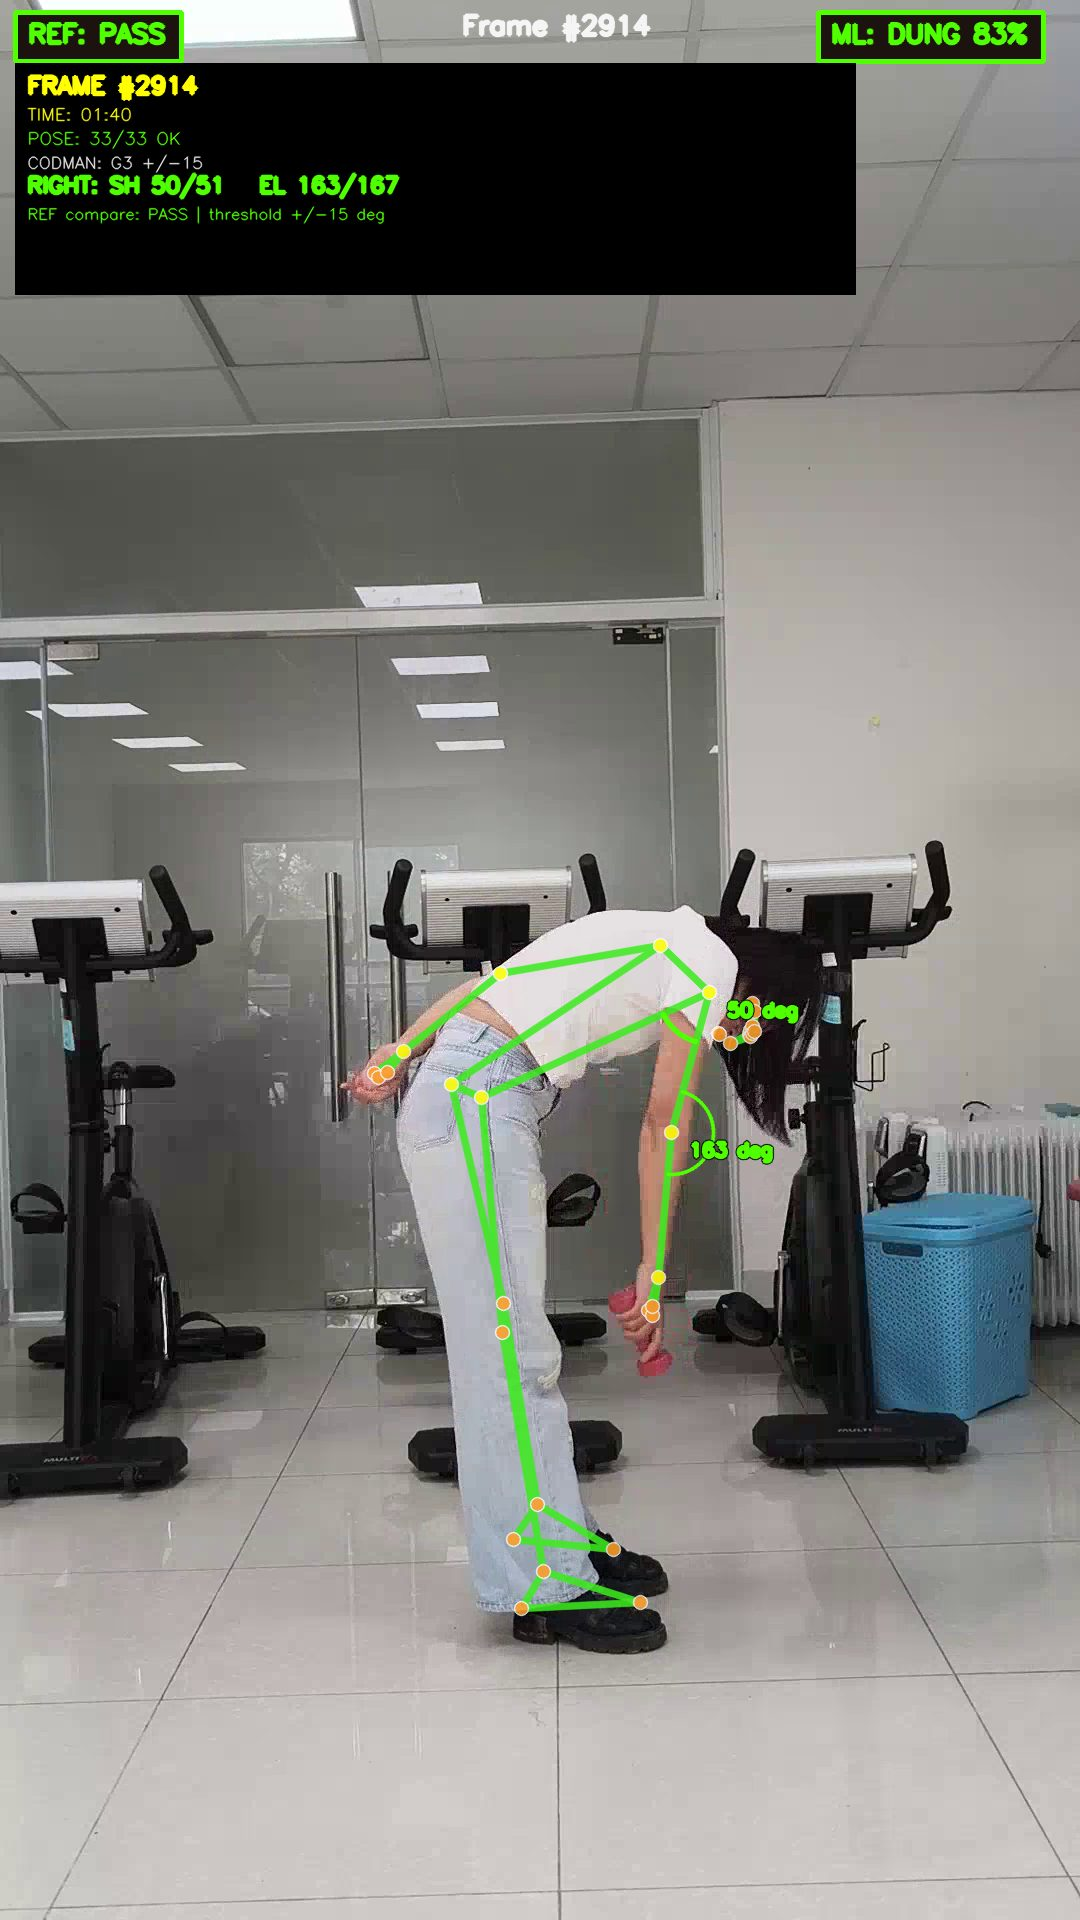 REF: PASS
Frame #2914
ML: DUNG 83%
FRAME #2914
TIME: 01:40
POSE: 33/33 OK
CODMAN: G3 +/-15
RIGHT: SH 50/51 EL 163/167
REF compare: PASS | threshold +/-15 deg
50 deg
163 deg